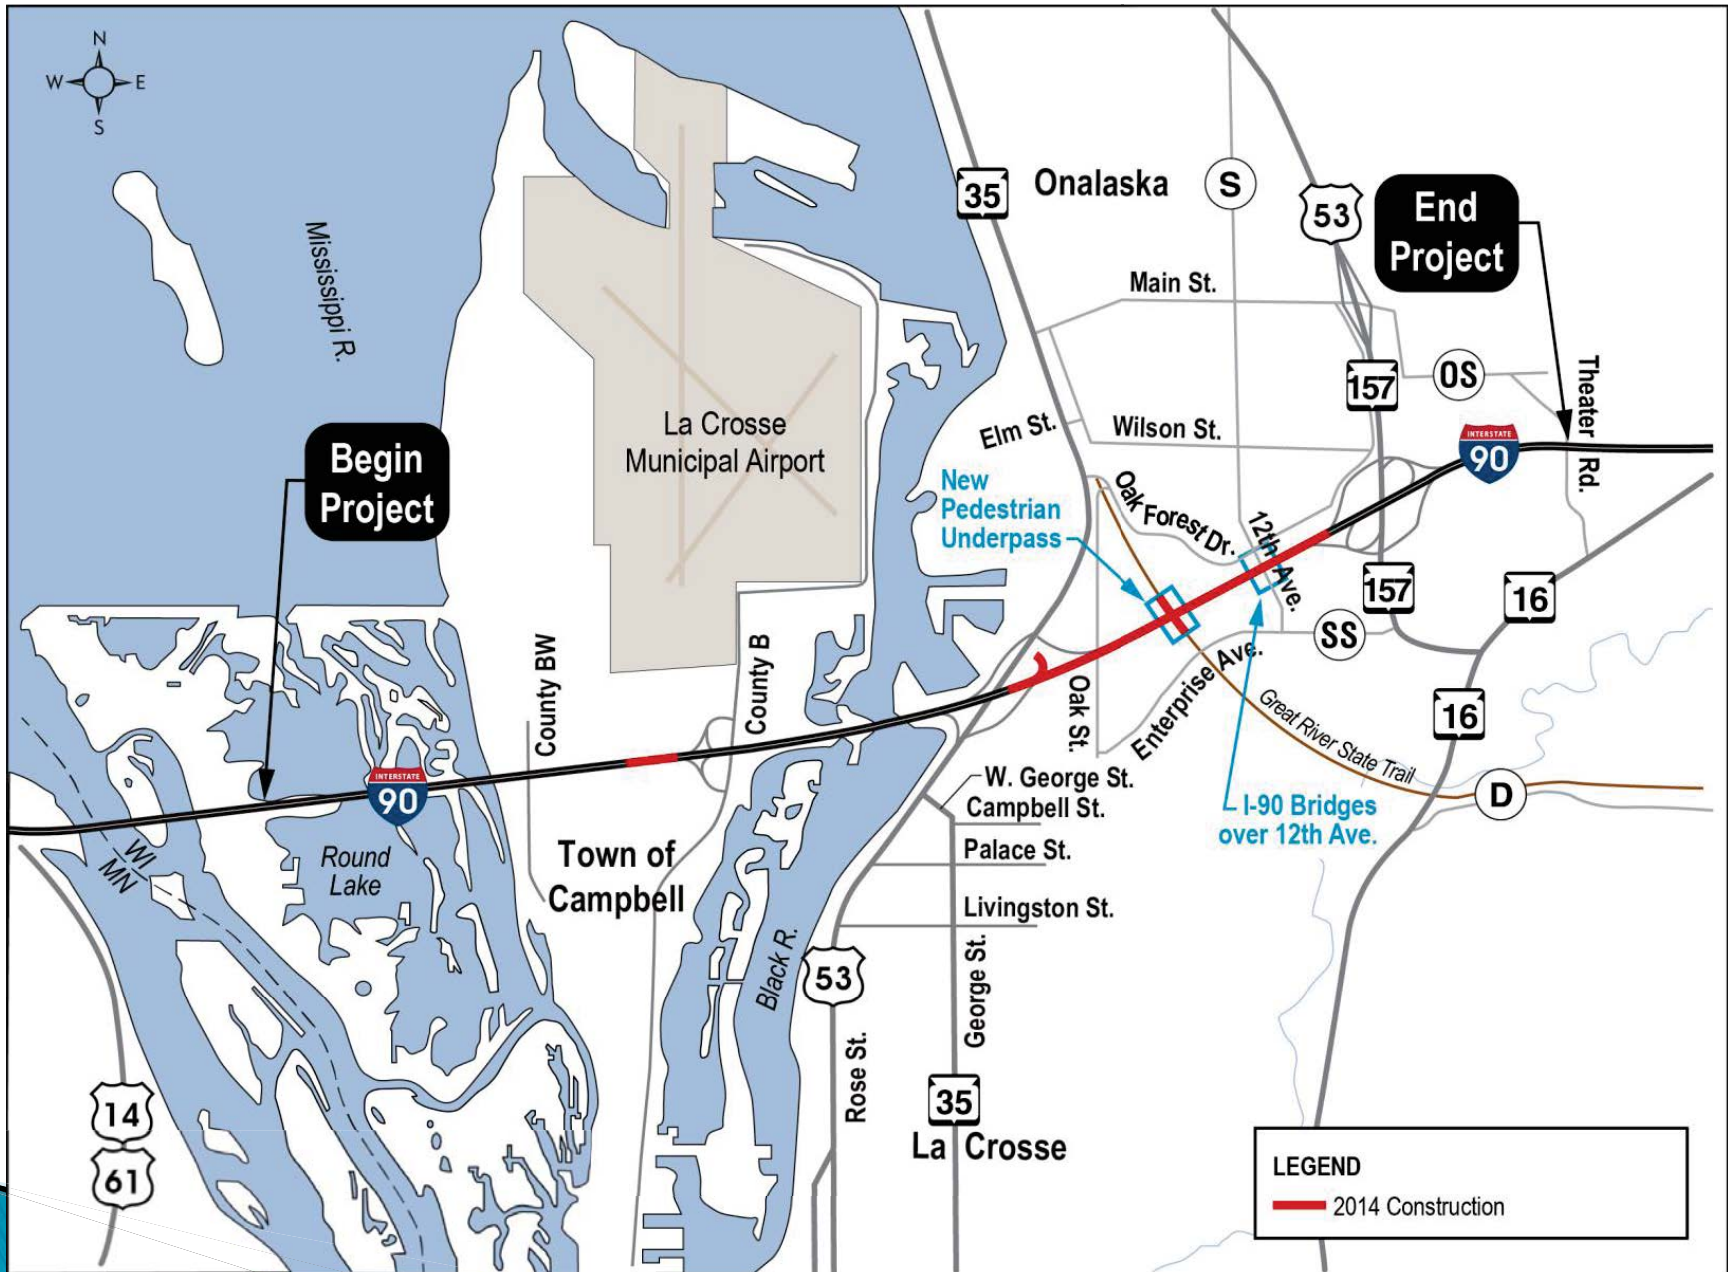 N
W
E
S
Mississippi R.
35
Onalaska
S
53
End
Project
Main St.
157
OS
Theater Rd.
Begin
Project
La Crosse
Municipal Airport
Elm St.
Wilson St.
INTERSTATE
90
New
Pedestrian
Underpass
Oak Forest Dr.
12th Ave.
157
16
SS
County BW
County B
Oak St.
Enterprise Ave.
Great River State Trail
16
INTERSTATE
90
W. George St.
Campbell St.
I-90 Bridges
over 12th Ave.
D
WI
MN
Round
Lake
Town of
Campbell
Palace St.
Livingston St.
Black R.
53
George St.
Rose St.
14
61
35
La Crosse
LEGEND
2014 Construction